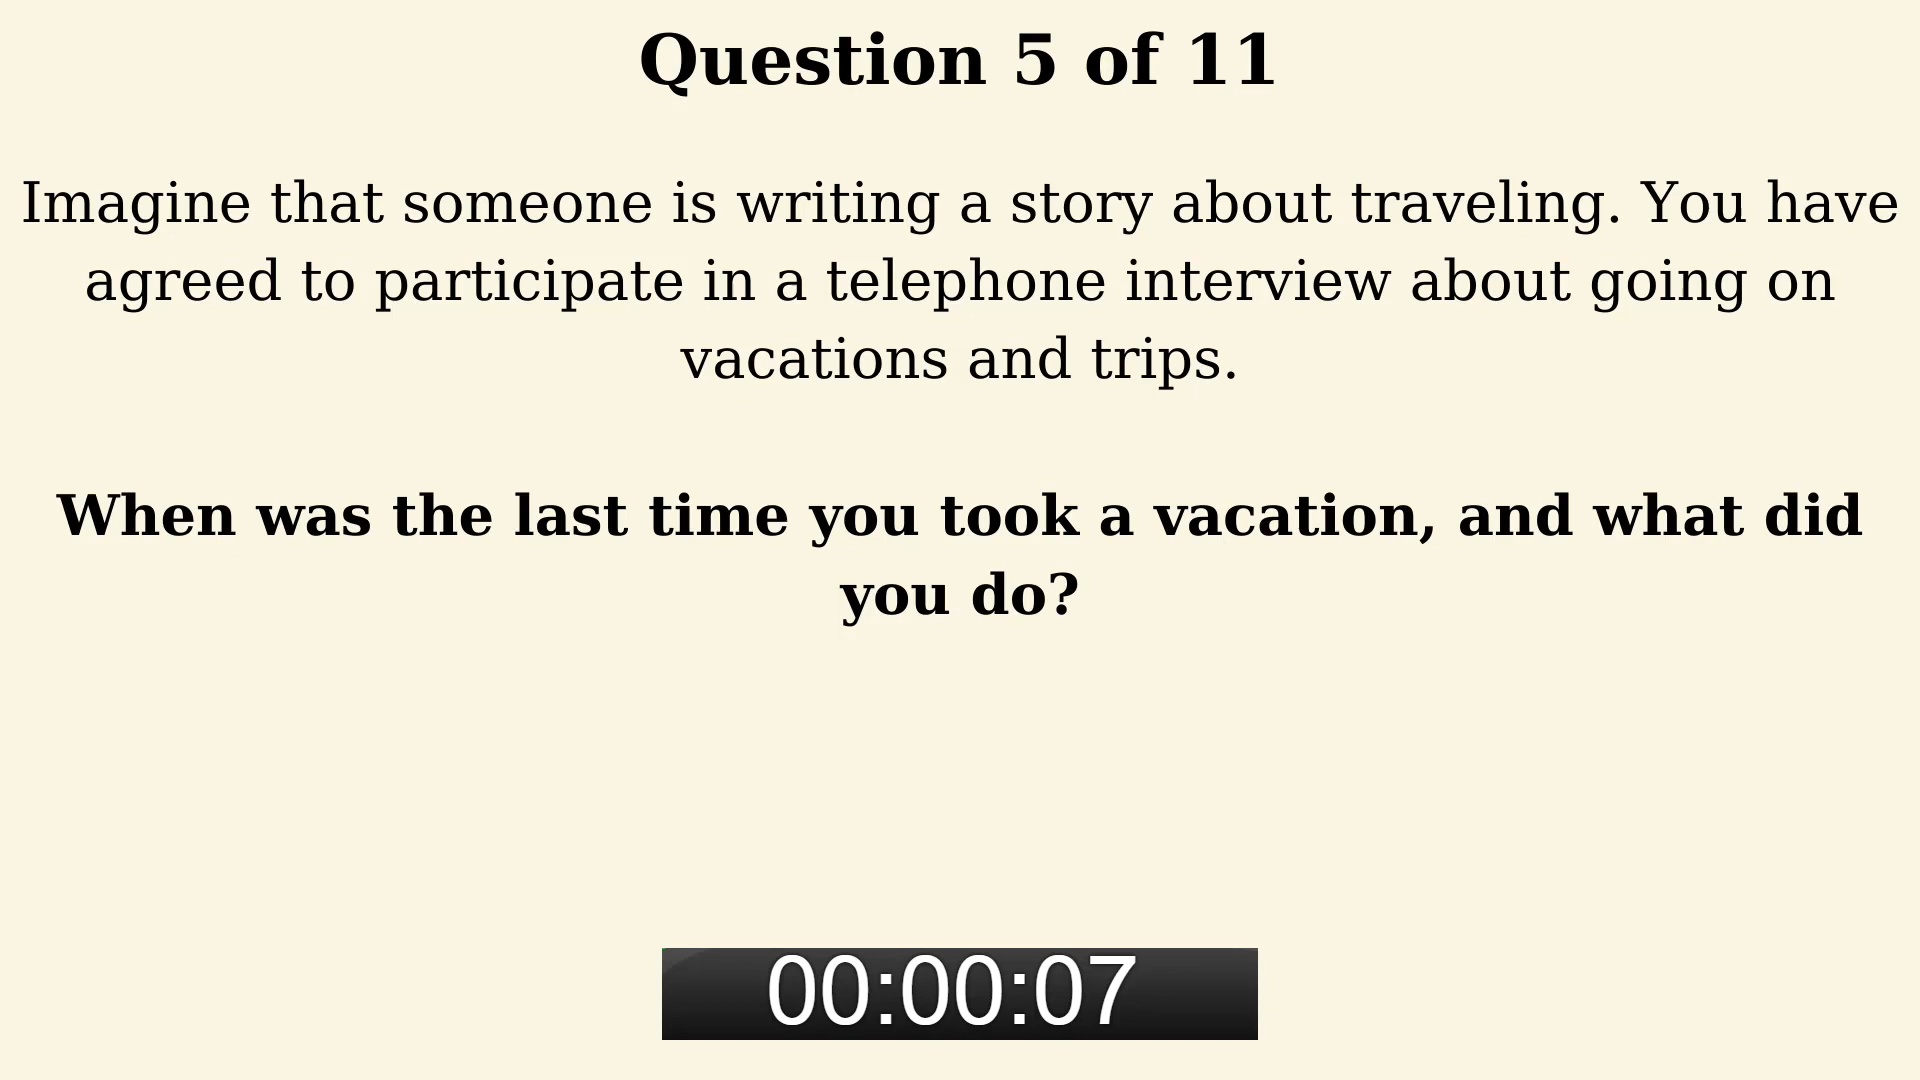 Question 5 of 11
Imagine that someone is writing a story about traveling. You have
agreed to participate in a telephone interview about going on
vacations and trips.
When was the last time you took a vacation, and what did
you do?
00:00:07